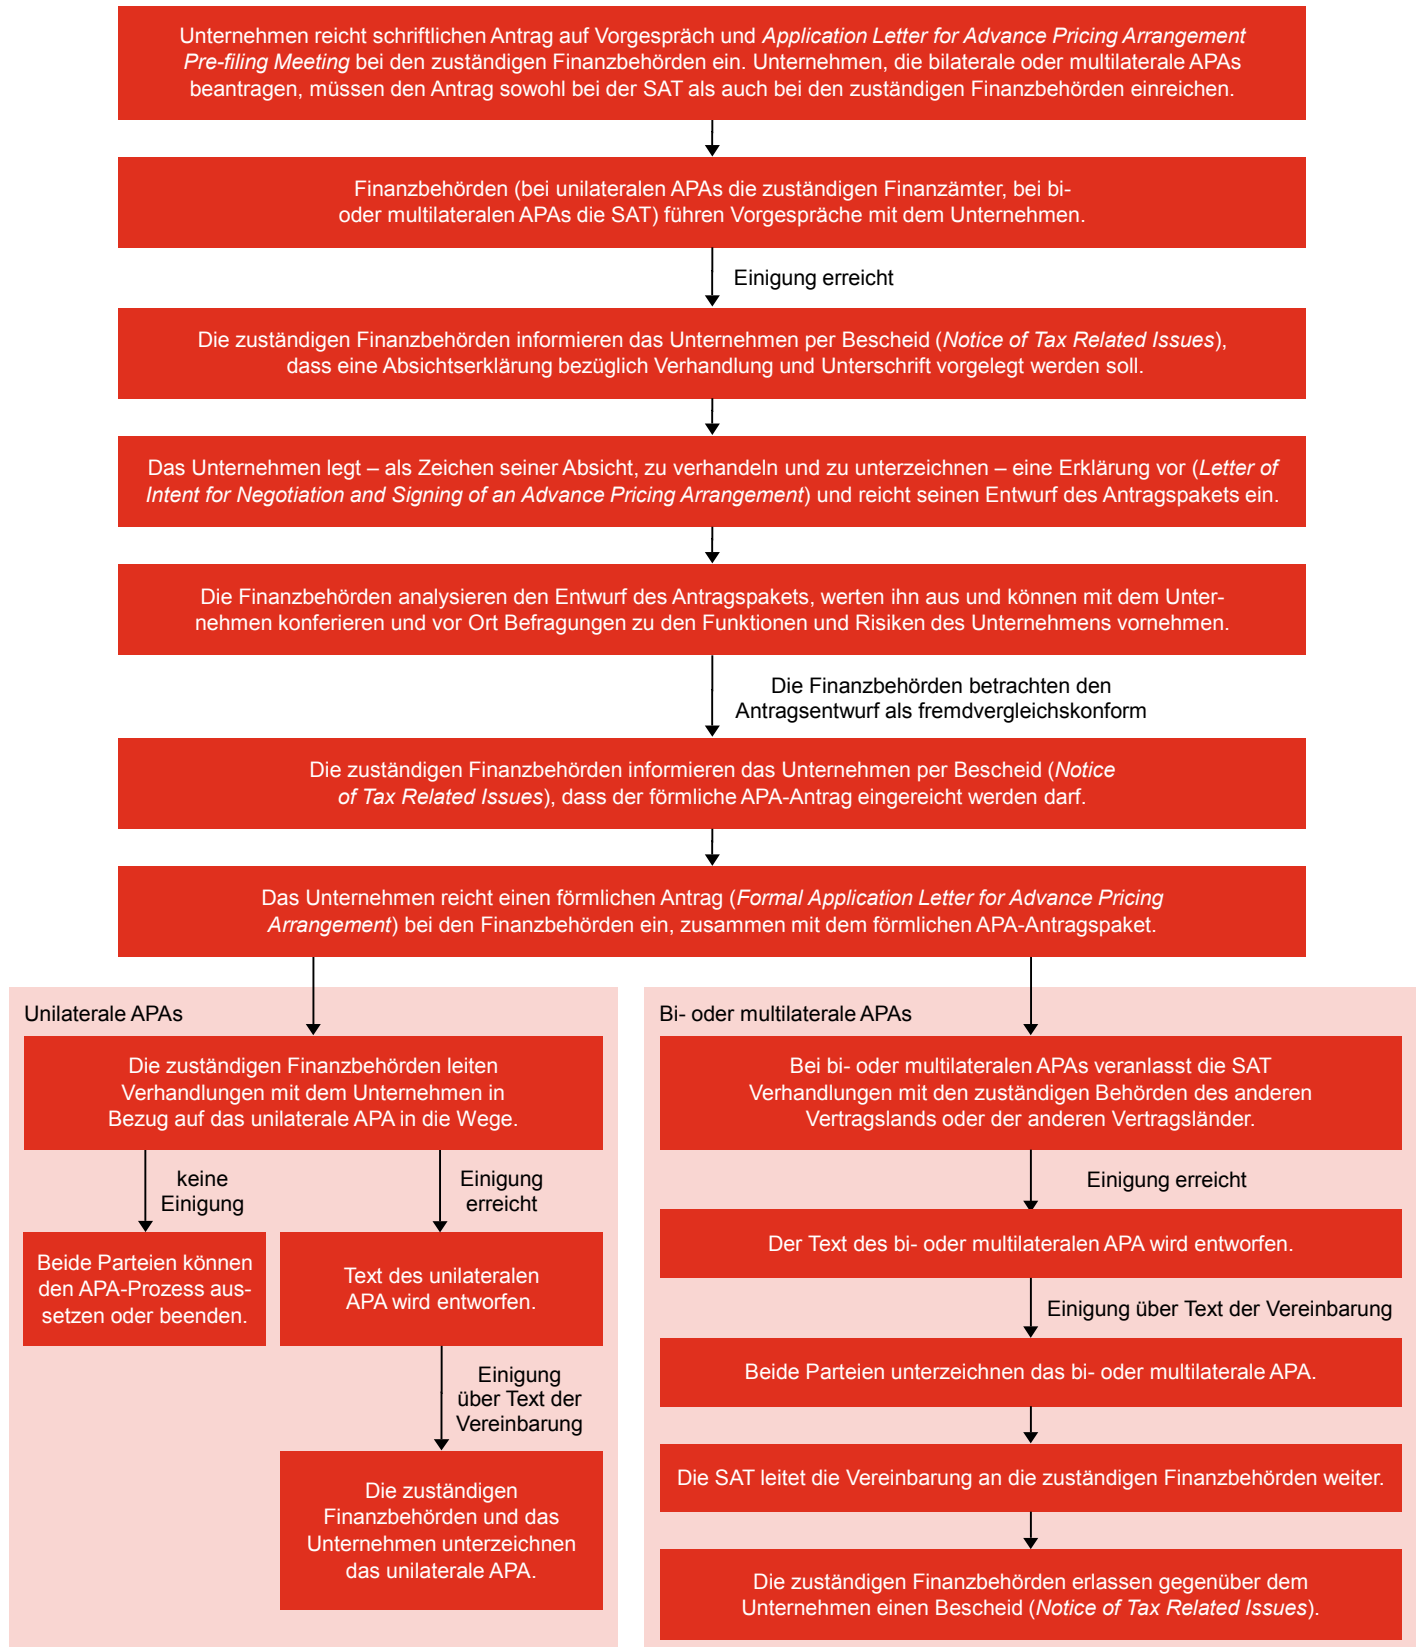 Unternehmen reicht schriftlichen Antrag auf Vorgespräch und Application Letter for Advance Pricing Arrangement
Pre-filing Meeting bei den zuständigen Finanzbehörden ein. Unternehmen, die bilaterale oder multilaterale APAs
beantragen, müssen den Antrag sowohl bei der SAT als auch bei den zuständigen Finanzbehörden einreichen.
Finanzbehörden (bei unilateralen APAs die zuständigen Finanzämter, bei bi-
oder multilateralen APAs die SAT) führen Vorgespräche mit dem Unternehmen.
Einigung erreicht
Die zuständigen Finanzbehörden informieren das Unternehmen per Bescheid (Notice of Tax Related Issues),
dass eine Absichtserklärung bezüglich Verhandlung und Unterschrift vorgelegt werden soll.
Das Unternehmen legt – als Zeichen seiner Absicht, zu verhandeln und zu unterzeichnen – eine Erklärung vor (Letter of
Intent for Negotiation and Signing of an Advance Pricing Arrangement) und reicht seinen Entwurf des Antragspakets ein.
Die Finanzbehörden analysieren den Entwurf des Antragspakets, werten ihn aus und können mit dem Unter-
nehmen konferieren und vor Ort Befragungen zu den Funktionen und Risiken des Unternehmens vornehmen.
Die Finanzbehörden betrachten den
Antragsentwurf als fremdvergleichskonform
Die zuständigen Finanzbehörden informieren das Unternehmen per Bescheid (Notice
of Tax Related Issues), dass der förmliche APA-Antrag eingereicht werden darf.
Das Unternehmen reicht einen förmlichen Antrag (Formal Application Letter for Advance Pricing
Arrangement) bei den Finanzbehörden ein, zusammen mit dem förmlichen APA-Antragspaket.
Unilaterale APAs
Die zuständigen Finanzbehörden leiten
Verhandlungen mit dem Unternehmen in
Bezug auf das unilaterale APA in die Wege.
keine
Einigung
Einigung
erreicht
Beide Parteien können
den APA-Prozess aus-
setzen oder beenden.
Text des unilateralen
APA wird entworfen.
Einigung
über Text der
Vereinbarung
Die zuständigen
Finanzbehörden und das
Unternehmen unterzeichnen
das unilaterale APA.
Bi- oder multilaterale APAs
Bei bi- oder multilateralen APAs veranlasst die SAT
Verhandlungen mit den zuständigen Behörden des anderen
Vertragslands oder der anderen Vertragsländer.
Einigung erreicht
Der Text des bi- oder multilateralen APA wird entworfen.
Einigung über Text der Vereinbarung
Beide Parteien unterzeichnen das bi- oder multilaterale APA.
Die SAT leitet die Vereinbarung an die zuständigen Finanzbehörden weiter.
Die zuständigen Finanzbehörden erlassen gegenüber dem
Unternehmen einen Bescheid (Notice of Tax Related Issues).